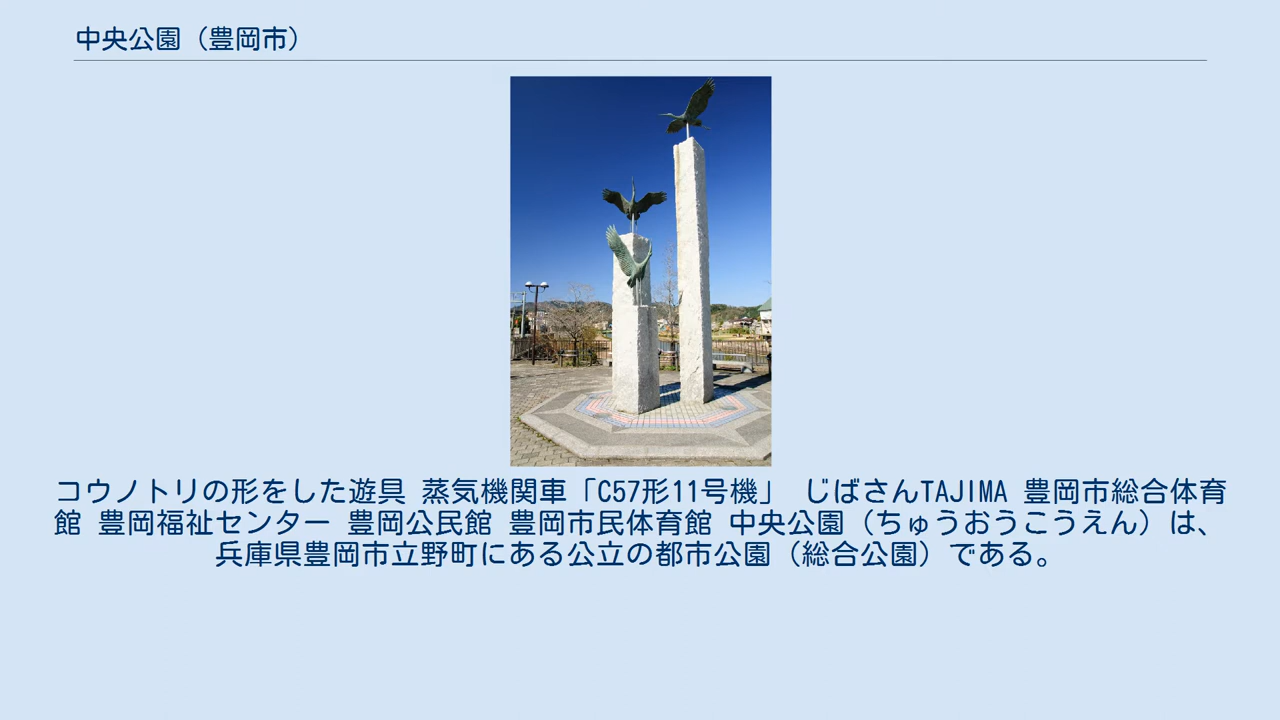 中央公園（豊岡市）
コウノトリの形をした遊具 蒸気機関車「C57形11号機」 じばさんTAJIMA 豊岡市総合体育
館 豊岡福祉センター 豊岡公民館 豊岡市民体育館 中央公園（ちゅうおうこうえん）は、
兵庫県豊岡市立野町にある公立の都市公園（総合公園）である。